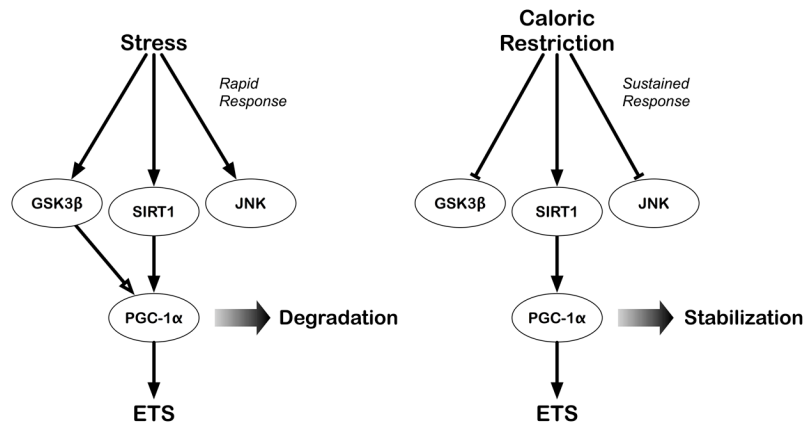 Stress
Rapid
Response
GSK3β
SIRT1
JNK
PGC-1α
Degradation
ETS
Caloric
Restriction
Sustained
Response
GSK3β
SIRT1
JNK
PGC-1α
Stabilization
ETS